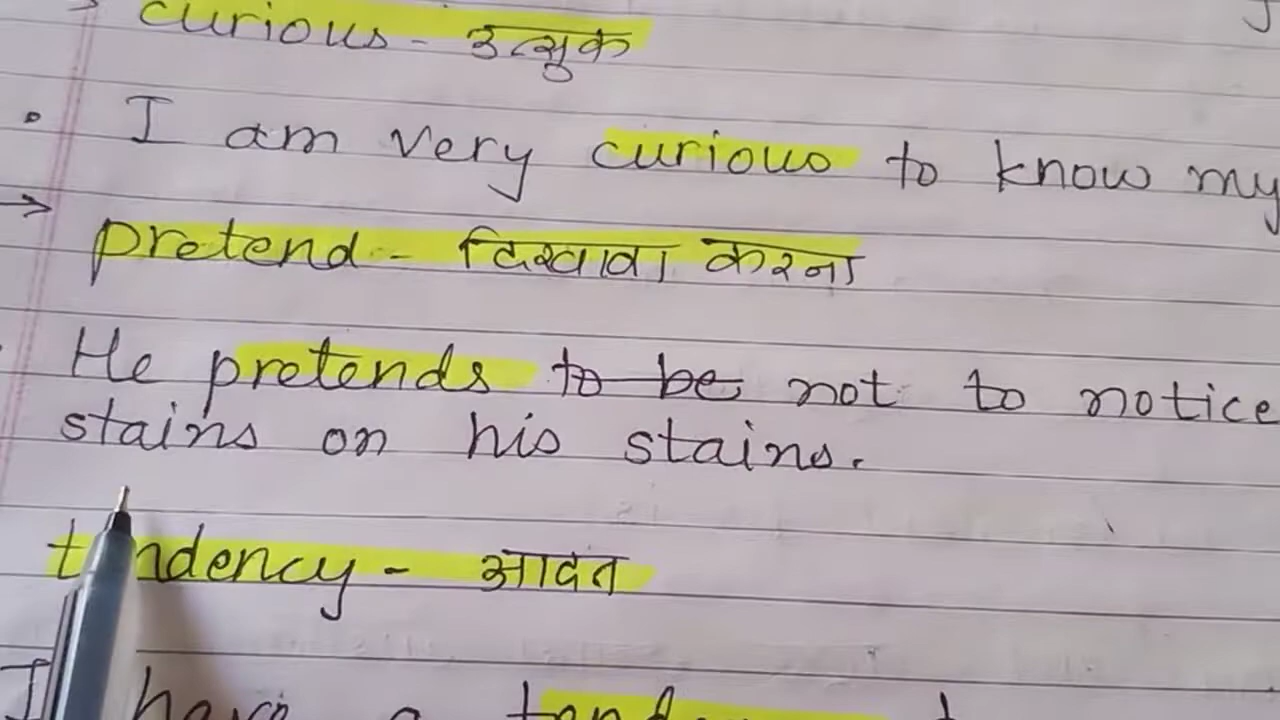 curious - उत्सुक
I am very curious to know my
→ pretend - दिखावा करना
He pretends to be not to notice
stains on his stains.
tendency - आदत
I have a